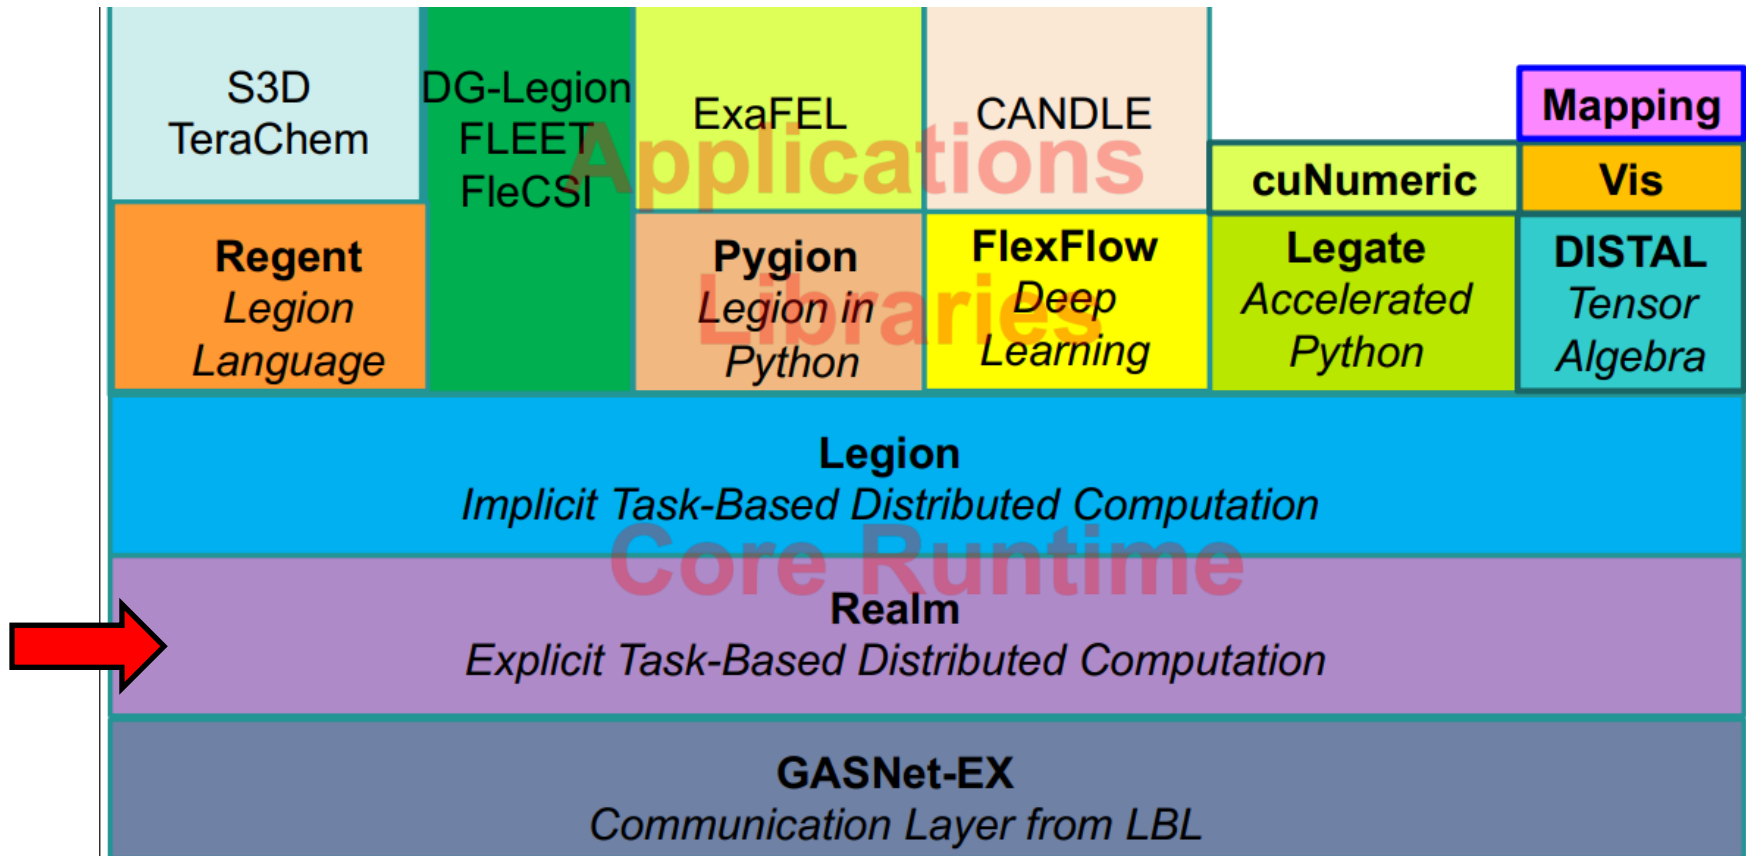 S3D
TeraChem
DG-Legion
FLEET
FleCSI
ExaFEL
CANDLE
Mapping
cuNumeric
Vis
Applications
Regent
Legion
Language
Pygion
Legion in
Python
FlexFlow
Deep
Learning
Legate
Accelerated
Python
DISTAL
Tensor
Algebra
Libraries
Legion
Implicit Task-Based Distributed Computation
Core Runtime
Realm
Explicit Task-Based Distributed Computation
GASNet-EX
Communication Layer from LBL